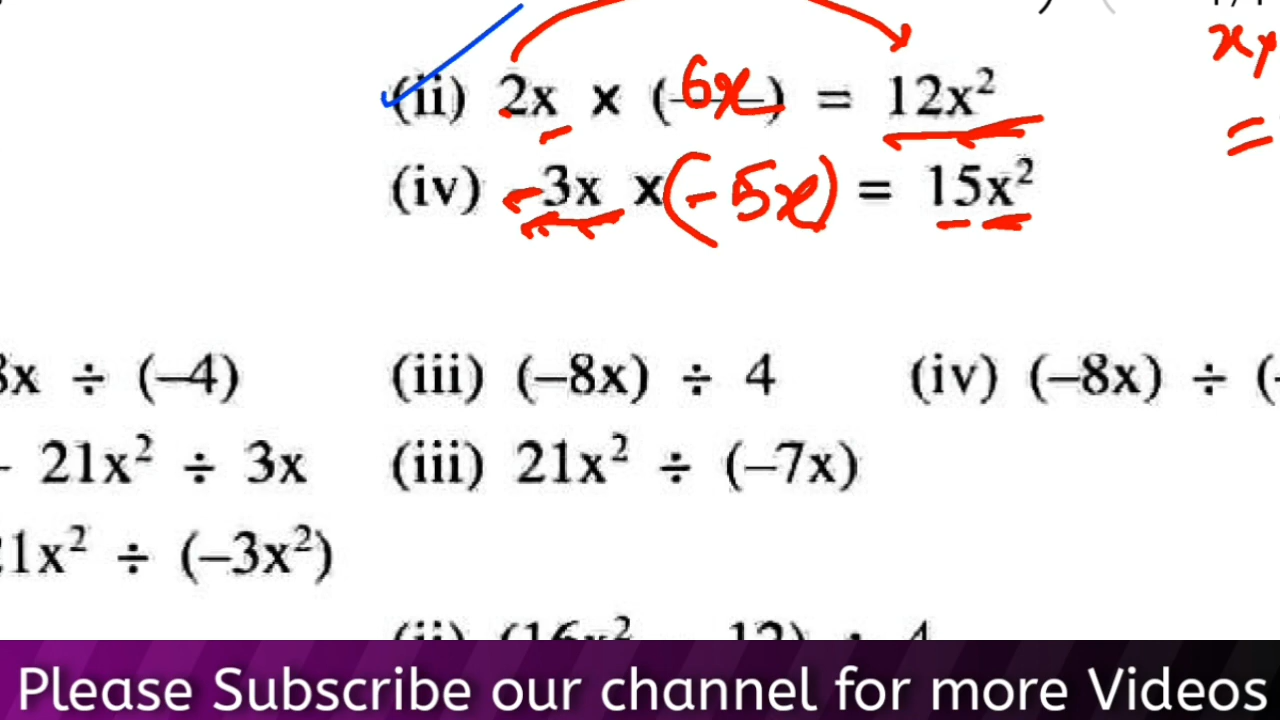 x
(ii) 2x x (6x) = 12x²
=
(iv) -3x x(-5x) = 15x²
3x ÷ (–4) (iii) (–8x) ÷ 4 (iv) (–8x) ÷ (
21x² ÷ 3x (iii) 21x² ÷ (–7x)
1x² ÷ (–3x²)
Please Subscribe our channel for more Videos